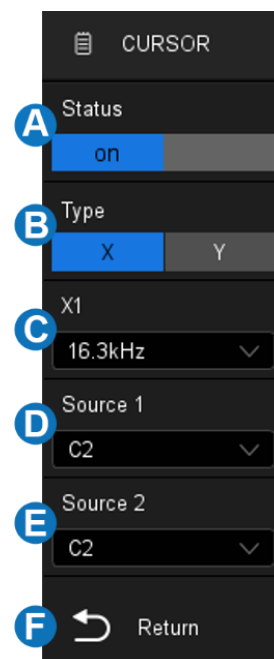 CURSOR
A
Status
on
B
Type
X Y
C
X1
16.3kHz
D
Source 1
C2
E
Source 2
C2
F
Return